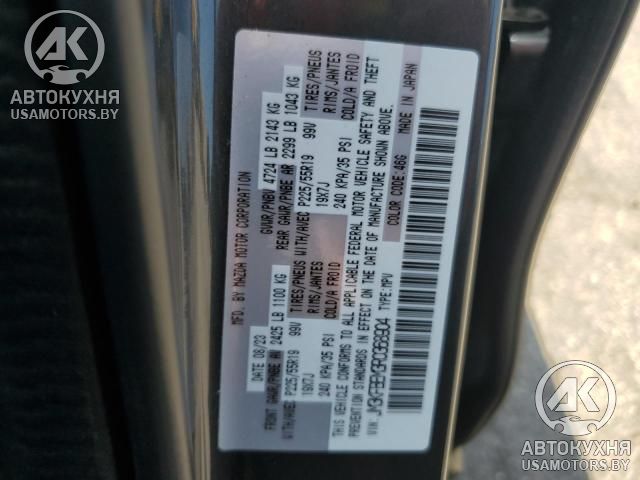 АВТОКУХНЯ
USAMOTORS.BY
MFD. BY MAZDA MOTOR CORPORATION
DATE 08/23 GVWR/PNBV 4724 LB 2143 KG
FRONT GAWR/PNBE AV 2425 LB 1100 KG REAR GAWR/PNBE AR 2299 LB 1043 KG
WITH/AVEC P225/55R19 99V TIRES/PNEUS WITH/AVEC P225/55R19 99V TIRES/PNEUS
19X7J RIMS/JANTES 19X7J RIMS/JANTES
240 KPA/35 PSI COLD/A FROID 240 KPA/35 PSI COLD/A FROID
THIS VEHICLE CONFORMS TO ALL APPLICABLE FEDERAL MOTOR VEHICLE SAFETY AND THEFT
PREVENTION STANDARDS IN EFFECT ON THE DATE OF MANUFACTURE SHOWN ABOVE.
VIN: TYPE:MPV COLOR CODE:46G MADE IN JAPAN
АВТОКУХНЯ
USAMOTORS.BY